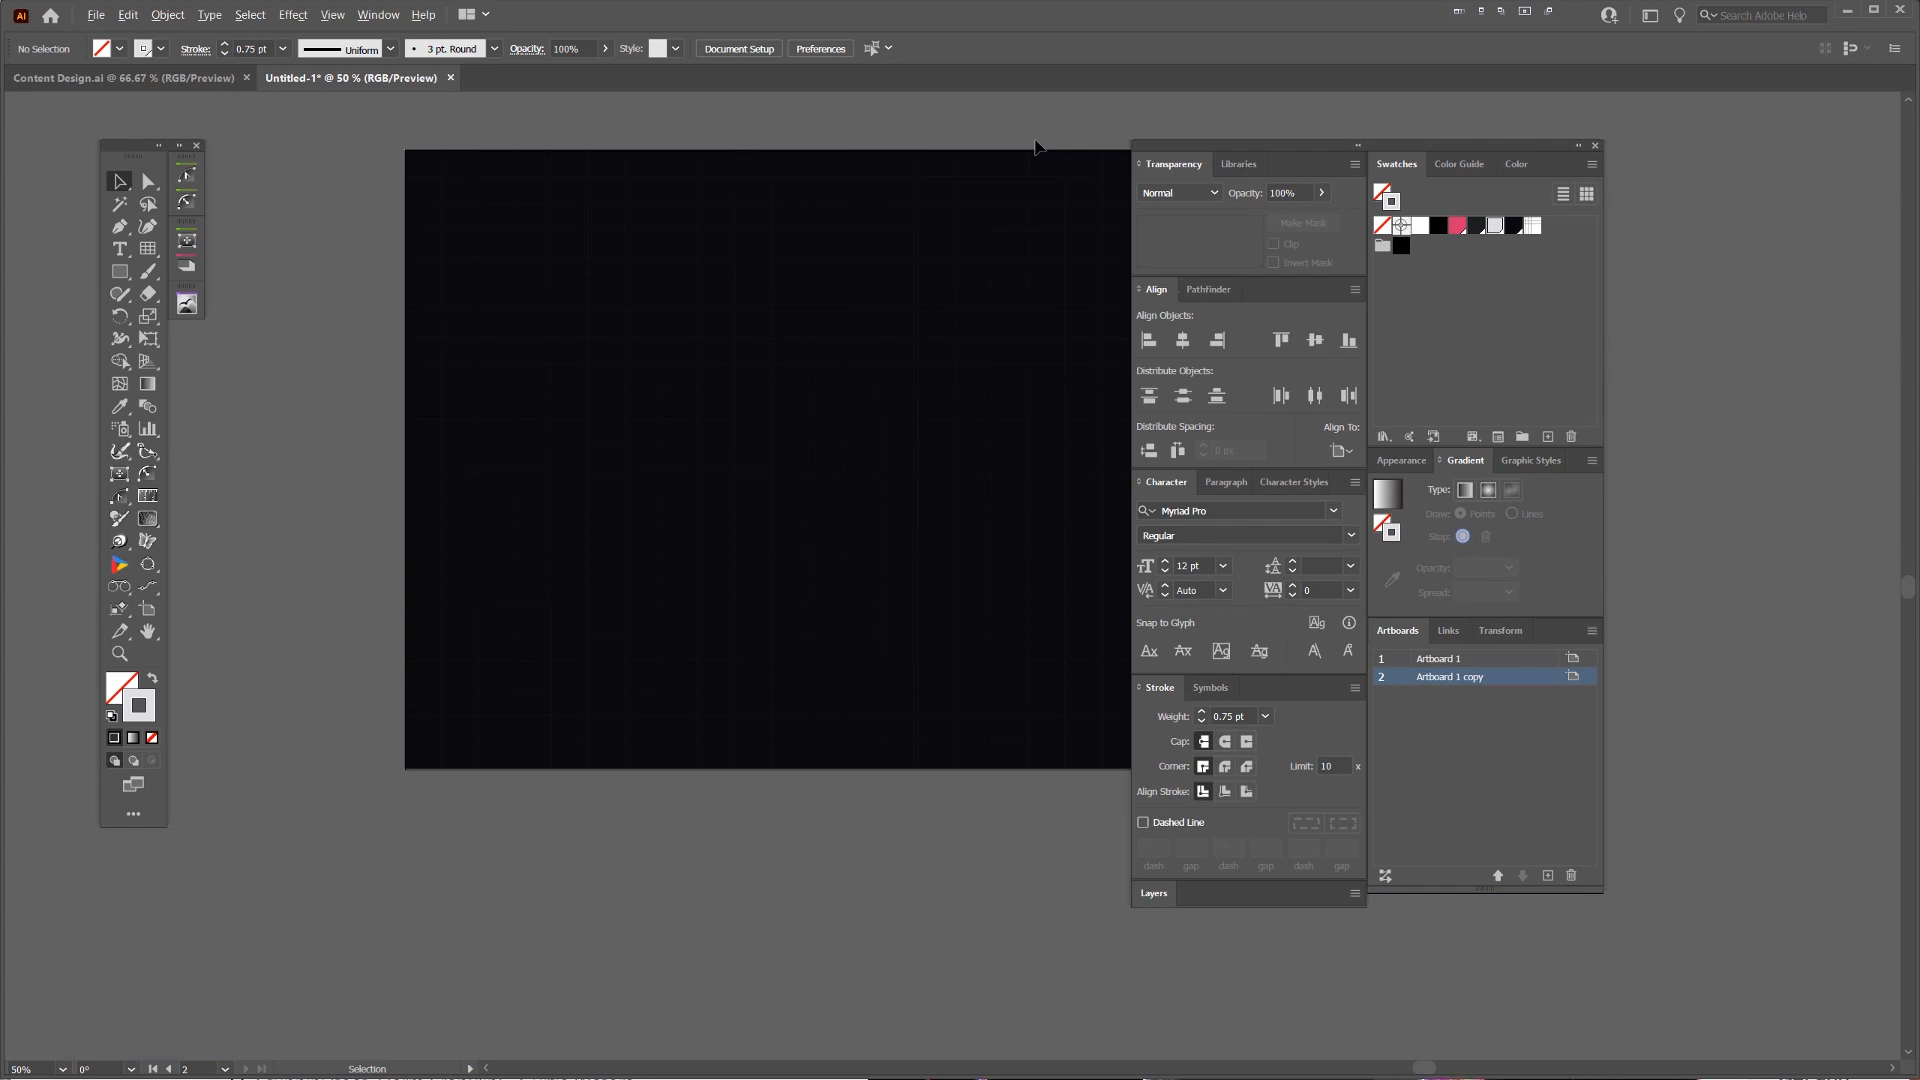 Ai File Edit Object Type Select Effect View Window Help Search Adobe Help
No Selection Stroke: 0.75 pt Uniform 3 pt. Round Opacity: 100% Style: Document Setup Preferences
Content Design.ai @ 66.67 % (RGB/Preview) Untitled-1* @ 50 % (RGB/Preview)
Transparency Libraries
Normal Opacity: 100%
Make Mask
Clip
Invert Mask
Align Pathfinder
Align Objects:
Distribute Objects:
Distribute Spacing: Align To:
0 px
Character Paragraph Character Styles
Myriad Pro
Regular
12 pt
Auto 0
Snap to Glyph
Stroke Symbols
Weight: 0.75 pt
Cap:
Corner: Limit: 10 x
Align Stroke:
Dashed Line
dash gap dash gap dash gap
Layers
Swatches Color Guide Color
Appearance Gradient Graphic Styles
Type:
Draw: Points Lines
Stop:
Opacity:
Spread:
Artboards Links Transform
1 Artboard 1
2 Artboard 1 copy
50% 0° 2 Selection